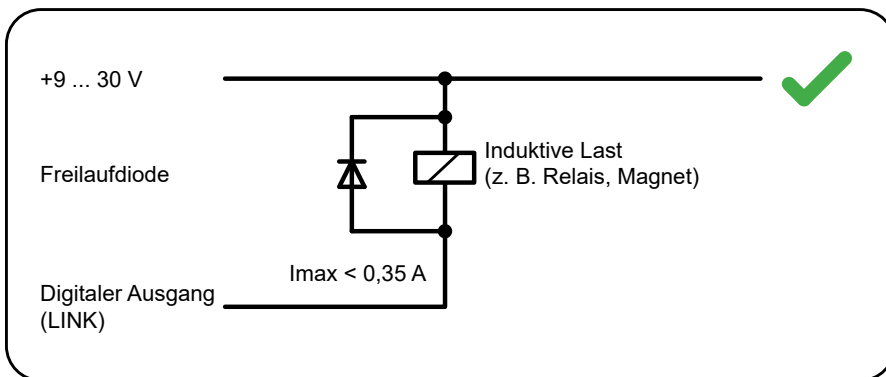 +9 ... 30 V
Freilaufdiode
Induktive Last
(z. B. Relais, Magnet)
Imax < 0,35 A
Digitaler Ausgang
(LINK)